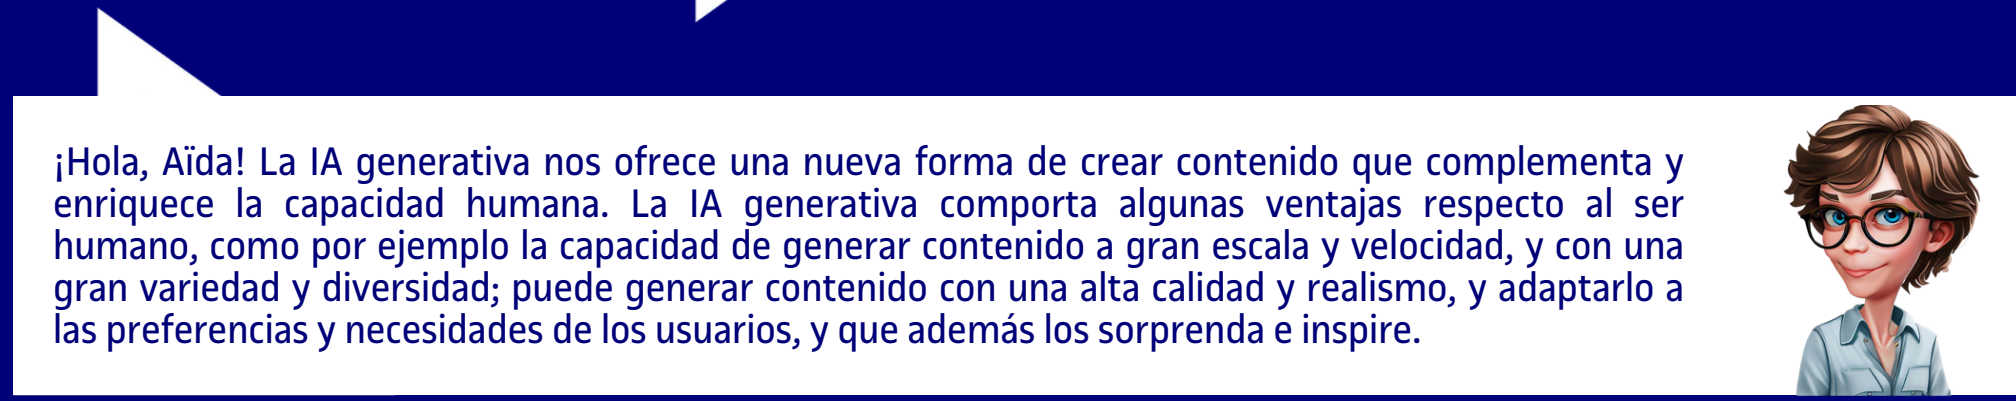 ¡Hola, Aïda! La IA generativa nos ofrece una nueva forma de crear contenido que complementa y
enriquece la capacidad humana. La IA generativa comporta algunas ventajas respecto al ser
humano, como por ejemplo la capacidad de generar contenido a gran escala y velocidad, y con una
gran variedad y diversidad; puede generar contenido con una alta calidad y realismo, y adaptarlo a
las preferencias y necesidades de los usuarios, y que además los sorprenda e inspire.